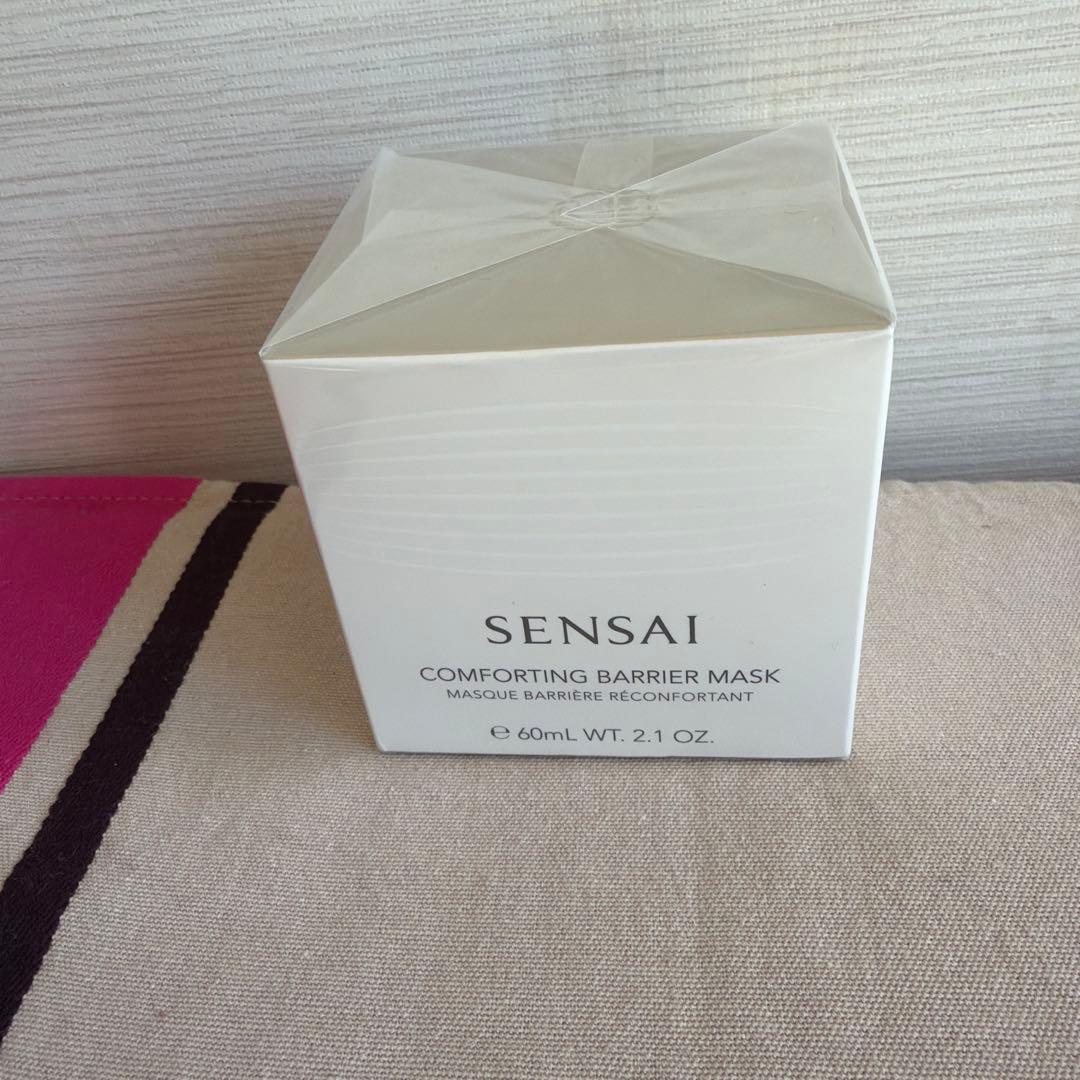 SENSAI
COMFORTING BARRIER MASK
MASQUE BARRIÈRE RÉCONFORTANT
℮ 60mL WT. 2.1 OZ.